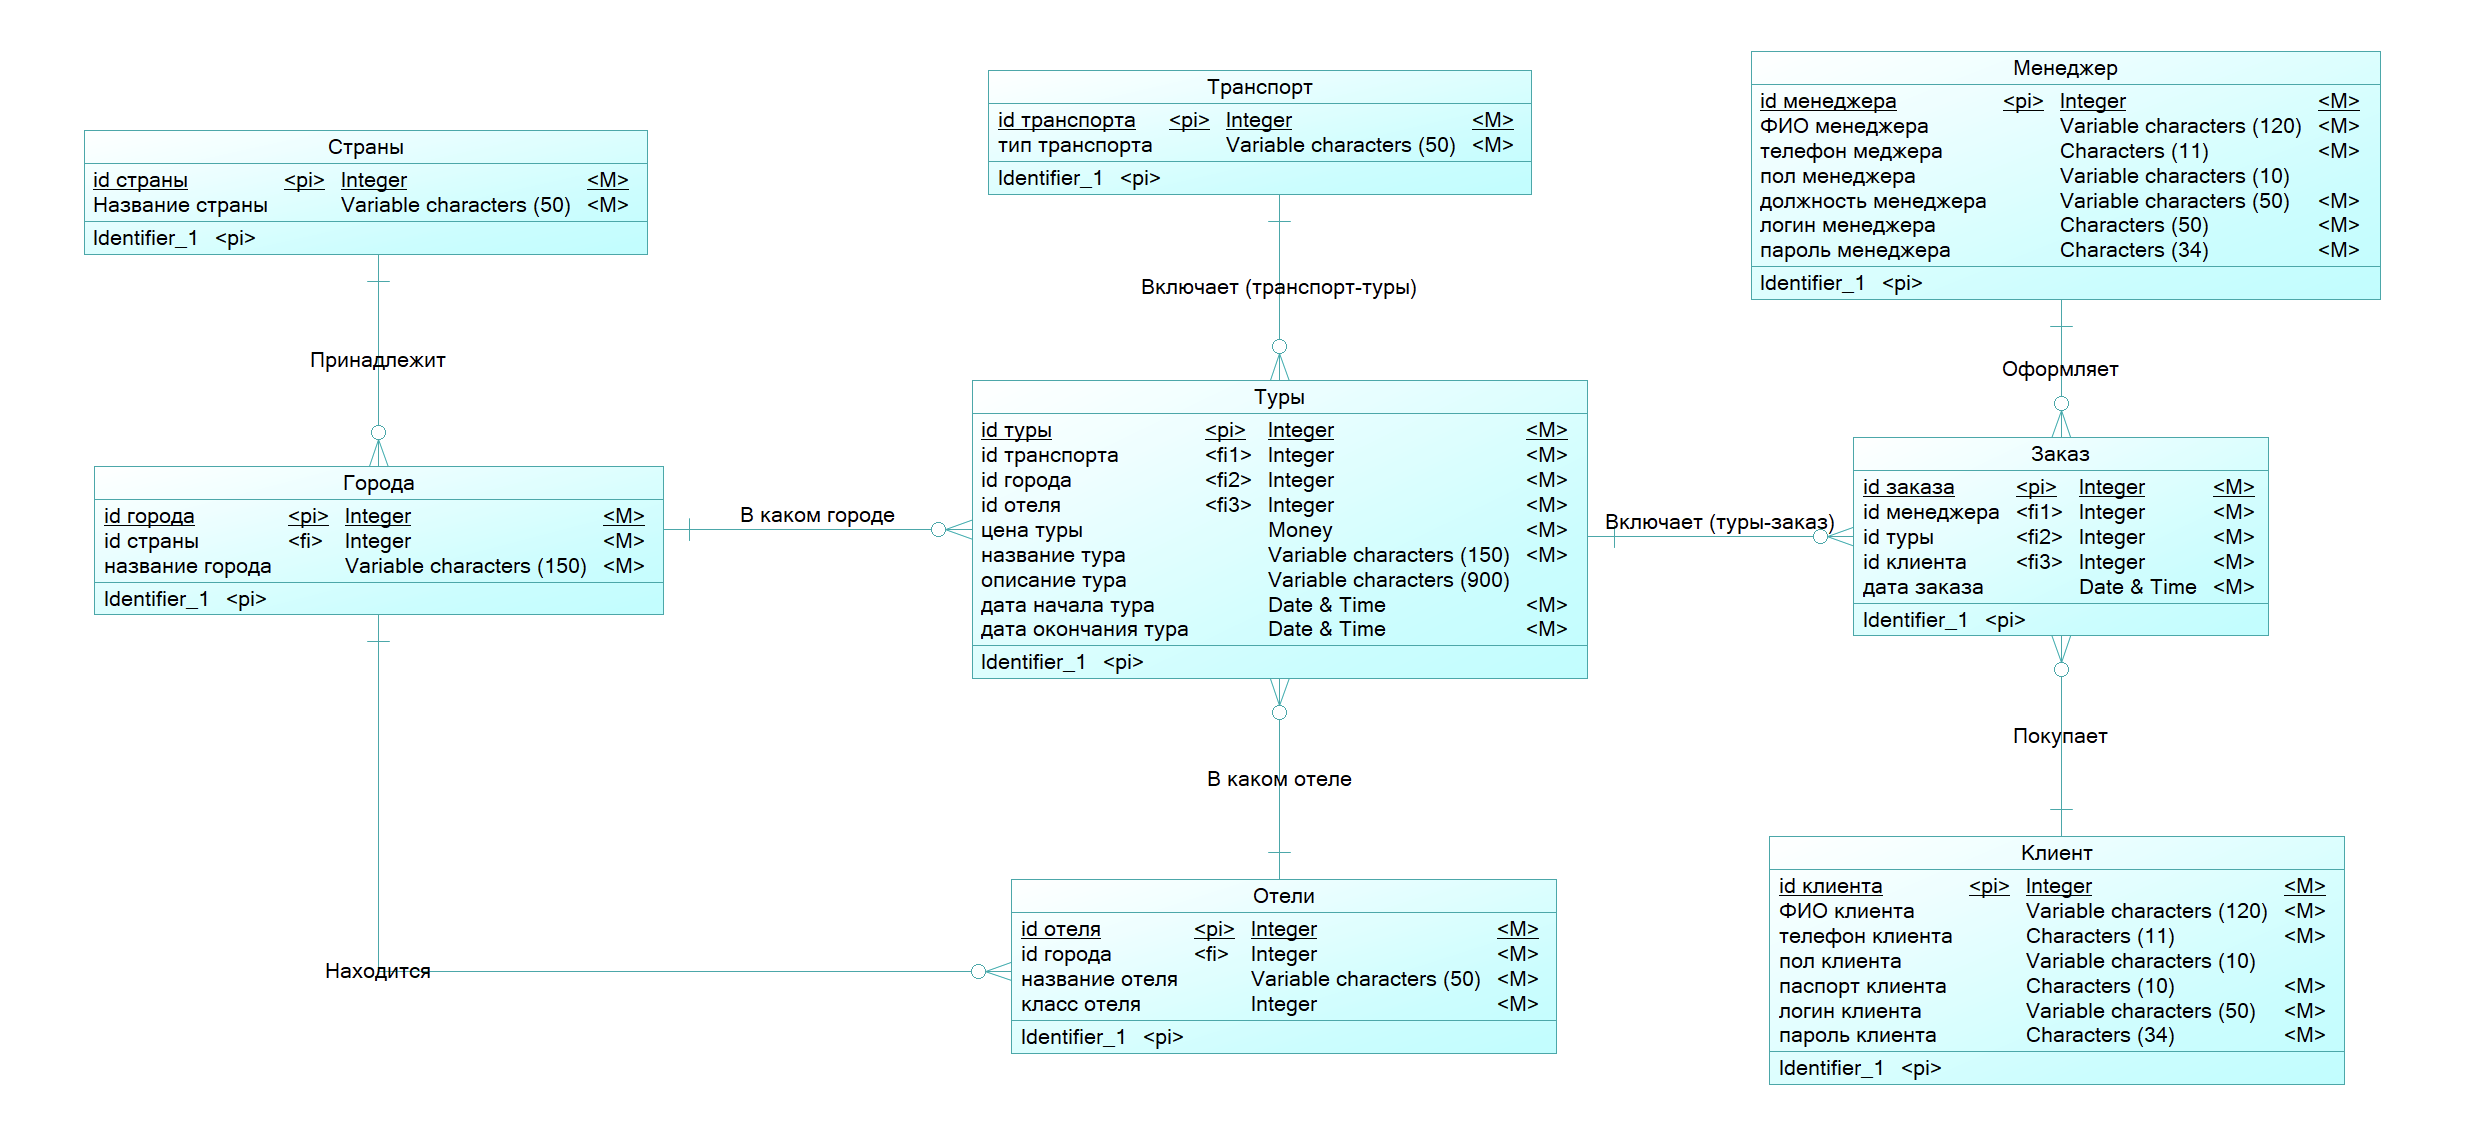 Страны
id страны <pi> Integer <M>
Название страны Variable characters (50) <M>
Identifier_1 <pi>
Принадлежит
Города
id города <pi> Integer <M>
id страны <fi> Integer <M>
название города Variable characters (150) <M>
Identifier_1 <pi>
В каком городе
Находится
Транспорт
id транспорта <pi> Integer <M>
тип транспорта Variable characters (50) <M>
Identifier_1 <pi>
Включает (транспорт-туры)
Туры
id туры <pi> Integer <M>
id транспорта <fi1> Integer <M>
id города <fi2> Integer <M>
id отеля <fi3> Integer <M>
цена туры Money <M>
название тура Variable characters (150) <M>
описание тура Variable characters (900)
дата начала тура Date & Time <M>
дата окончания тура Date & Time <M>
Identifier_1 <pi>
В каком отеле
Отели
id отеля <pi> Integer <M>
id города <fi> Integer <M>
название отеля Variable characters (50) <M>
класс отеля Integer <M>
Identifier_1 <pi>
Включает (туры-заказ)
Менеджер
id менеджера <pi> Integer <M>
ФИО менеджера Variable characters (120) <M>
телефон меджера Characters (11) <M>
пол менеджера Variable characters (10)
должность менеджера Variable characters (50) <M>
логин менеджера Characters (50) <M>
пароль менеджера Characters (34) <M>
Identifier_1 <pi>
Оформляет
Заказ
id заказа <pi> Integer <M>
id менеджера <fi1> Integer <M>
id туры <fi2> Integer <M>
id клиента <fi3> Integer <M>
дата заказа Date & Time <M>
Identifier_1 <pi>
Покупает
Клиент
id клиента <pi> Integer <M>
ФИО клиента Variable characters (120) <M>
телефон клиента Characters (11) <M>
пол клиента Variable characters (10)
паспорт клиента Characters (10) <M>
логин клиента Variable characters (50) <M>
пароль клиента Characters (34) <M>
Identifier_1 <pi>